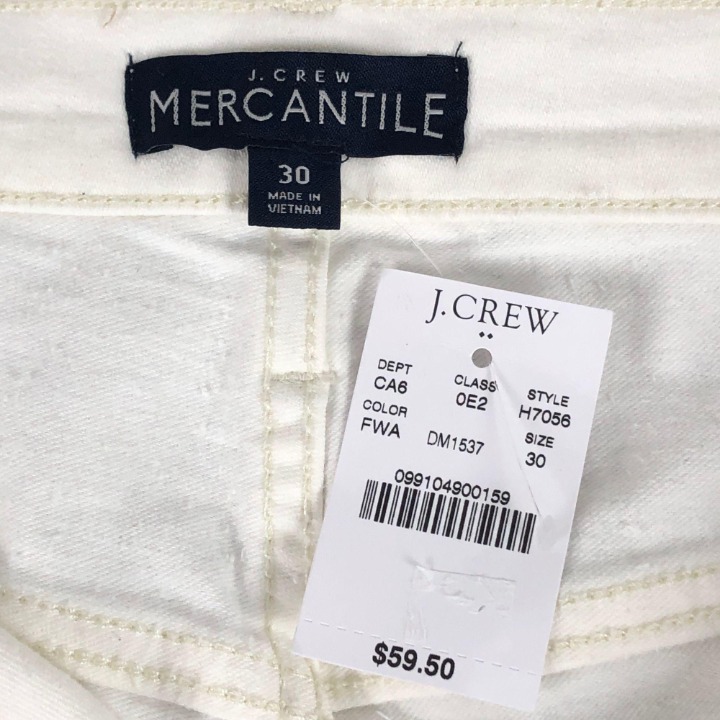 J. CREW
MERCANTILE
30
MADE IN
VIETNAM
J.CREW
DEPT CLASS STYLE
CA6 0E2 H7056
COLOR SIZE
FWA DM1537 30
099104900159
$59.50